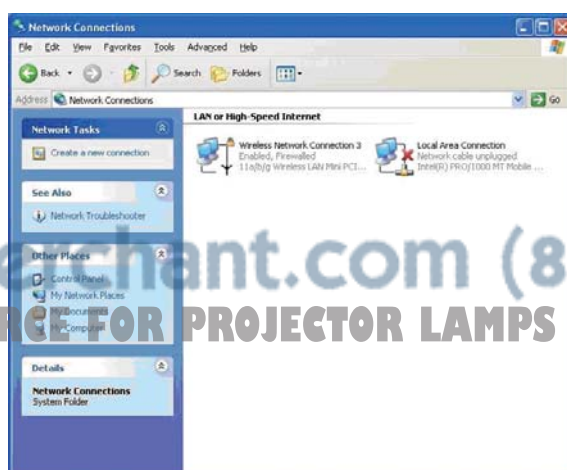 Network Connections
File Edit View Favorites Tools Advanced Help
Back Search Folders
Address Network Connections Go
Network Tasks
Create a new connection
See Also
Network Troubleshooter
Other Places
Control Panel
My Network Places
My Documents
My Computer
Details
Network Connections
System Folder
LAN or High-Speed Internet
Wireless Network Connection 3
Enabled, Firewalled
11a/b/g Wireless LAN Mini PCI...
Local Area Connection
Network cable unplugged
Intel(R) PRO/1000 MT Mobile ...
erchant.com (8
RCE FOR PROJECTOR LAMPS